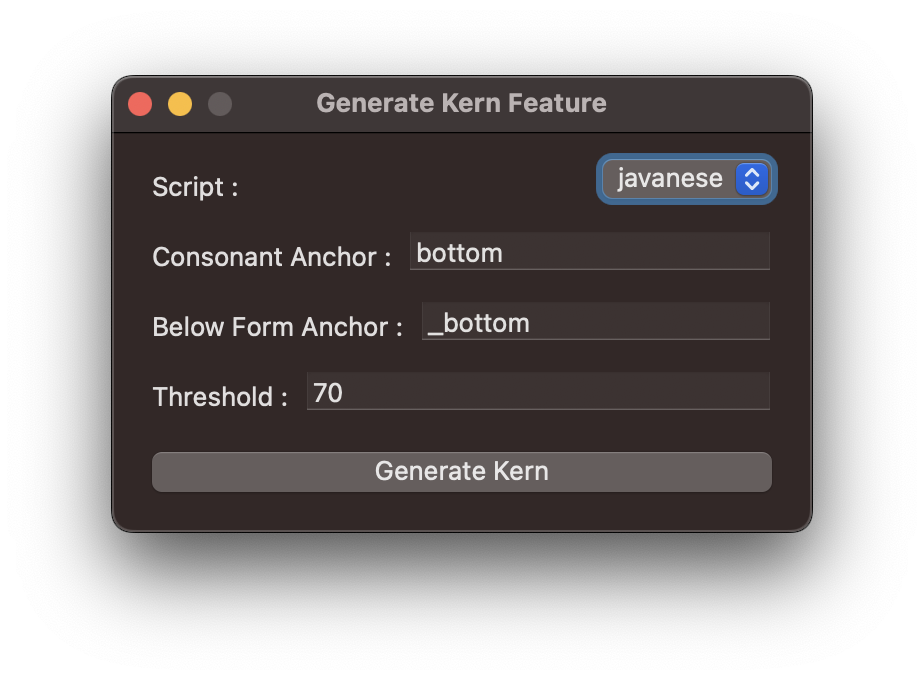 Generate Kern Feature
Script : javanese
Consonant Anchor : bottom
Below Form Anchor : _bottom
Threshold : 70
Generate Kern